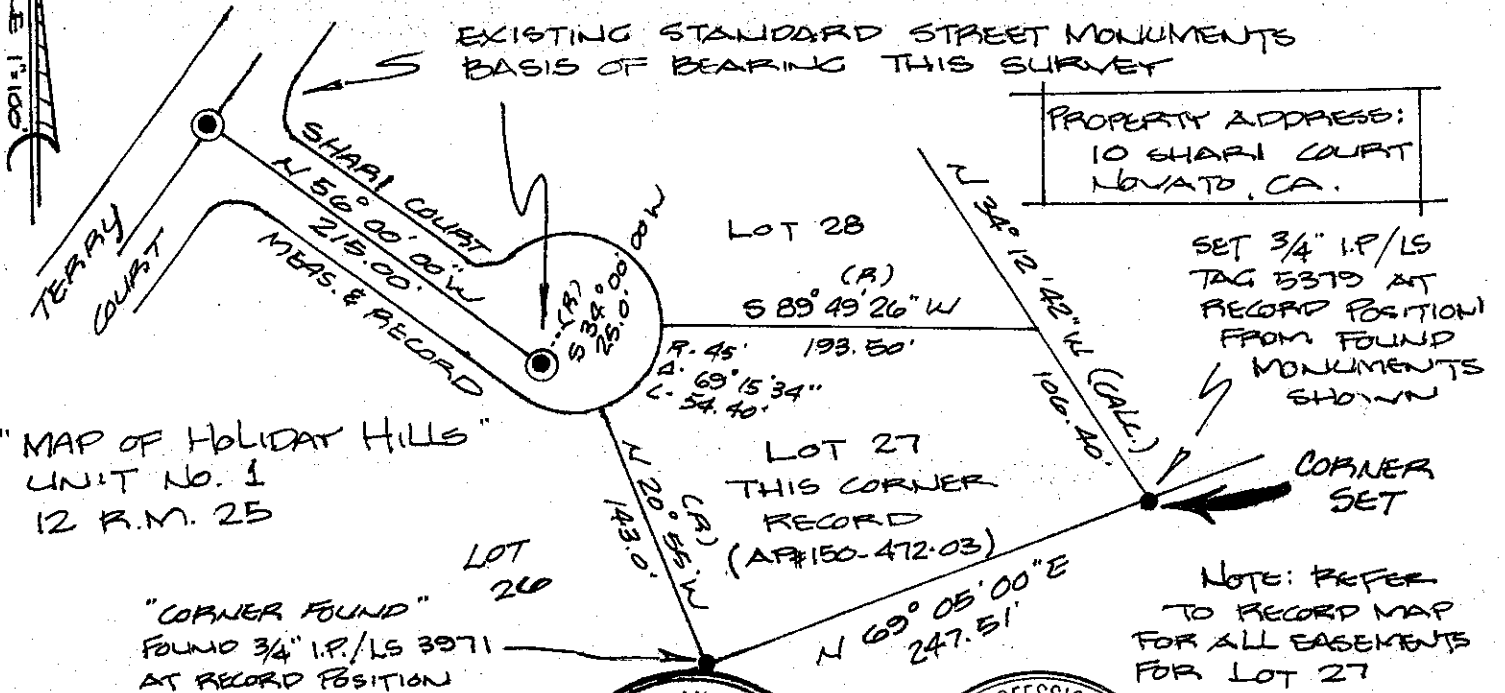 SCALE 1"=100'
EXISTING STANDARD STREET MONUMENTS
BASIS OF BEARING THIS SURVEY
PROPERTY ADDRESS:
10 SHARI COURT
NOVATO, CA.
SHARI COURT
N 56° 00' 00" W
215.00'
MEAS. & RECORD
TERRY
COURT
(R)
S 34° 00' 00 W
25.0'
LOT 28
(R)
S 89° 49' 26" W
193.50'
R. 45'
Δ. 69° 15' 34"
L. 54.40'
N 34° 12' 42" W (CALC.)
106.40'
SET 3/4" I.P/LS
TAG 5379 AT
RECORD POSITION
FROM FOUND
MONUMENTS
SHOWN
CORNER
SET
"MAP OF HOLIDAY HILLS"
UNIT No. 1
12 R.M. 25
LOT 27
THIS CORNER
RECORD
(AP#150-472-03)
N 20° 55' W
(R)
143.0'
LOT
26
"CORNER FOUND"
FOUND 3/4" I.P./LS 3971
AT RECORD POSITION
N 69° 05' 00" E
247.51'
NOTE: REFER
TO RECORD MAP
FOR ALL EASEMENTS
FOR LOT 27